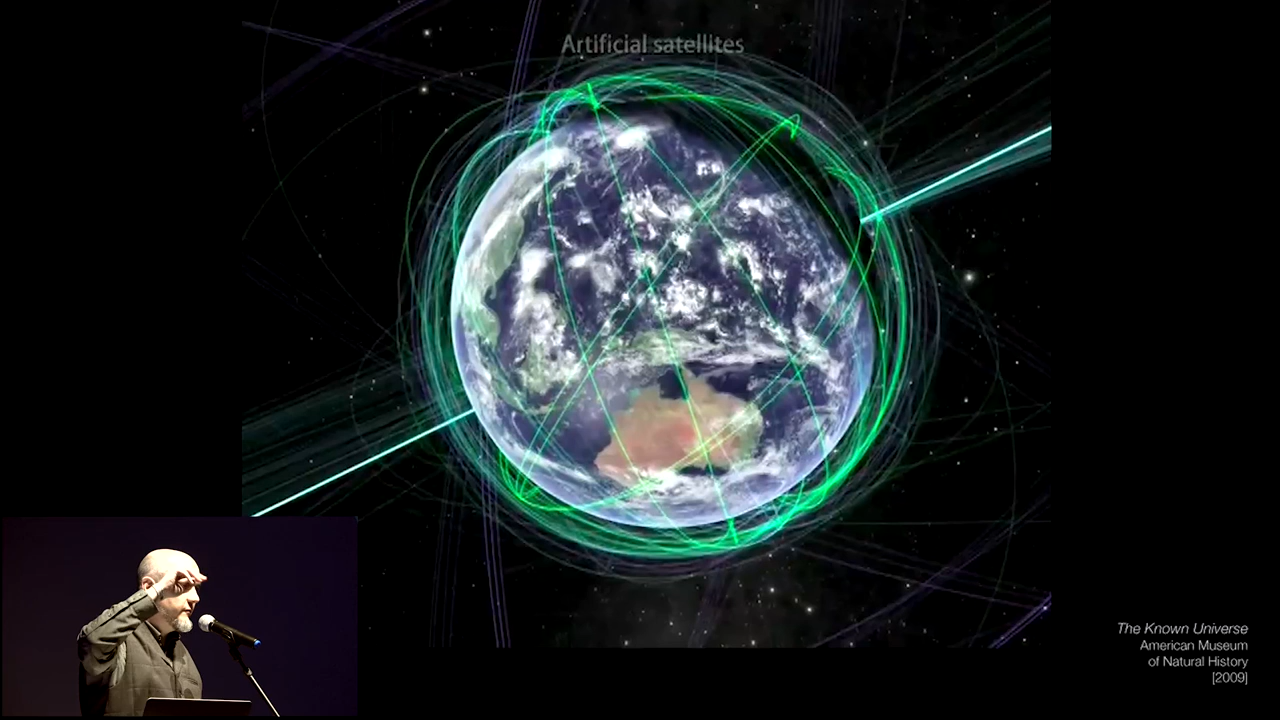 Artificial satellites
The Known Universe
American Museum
of Natural History
[2009]